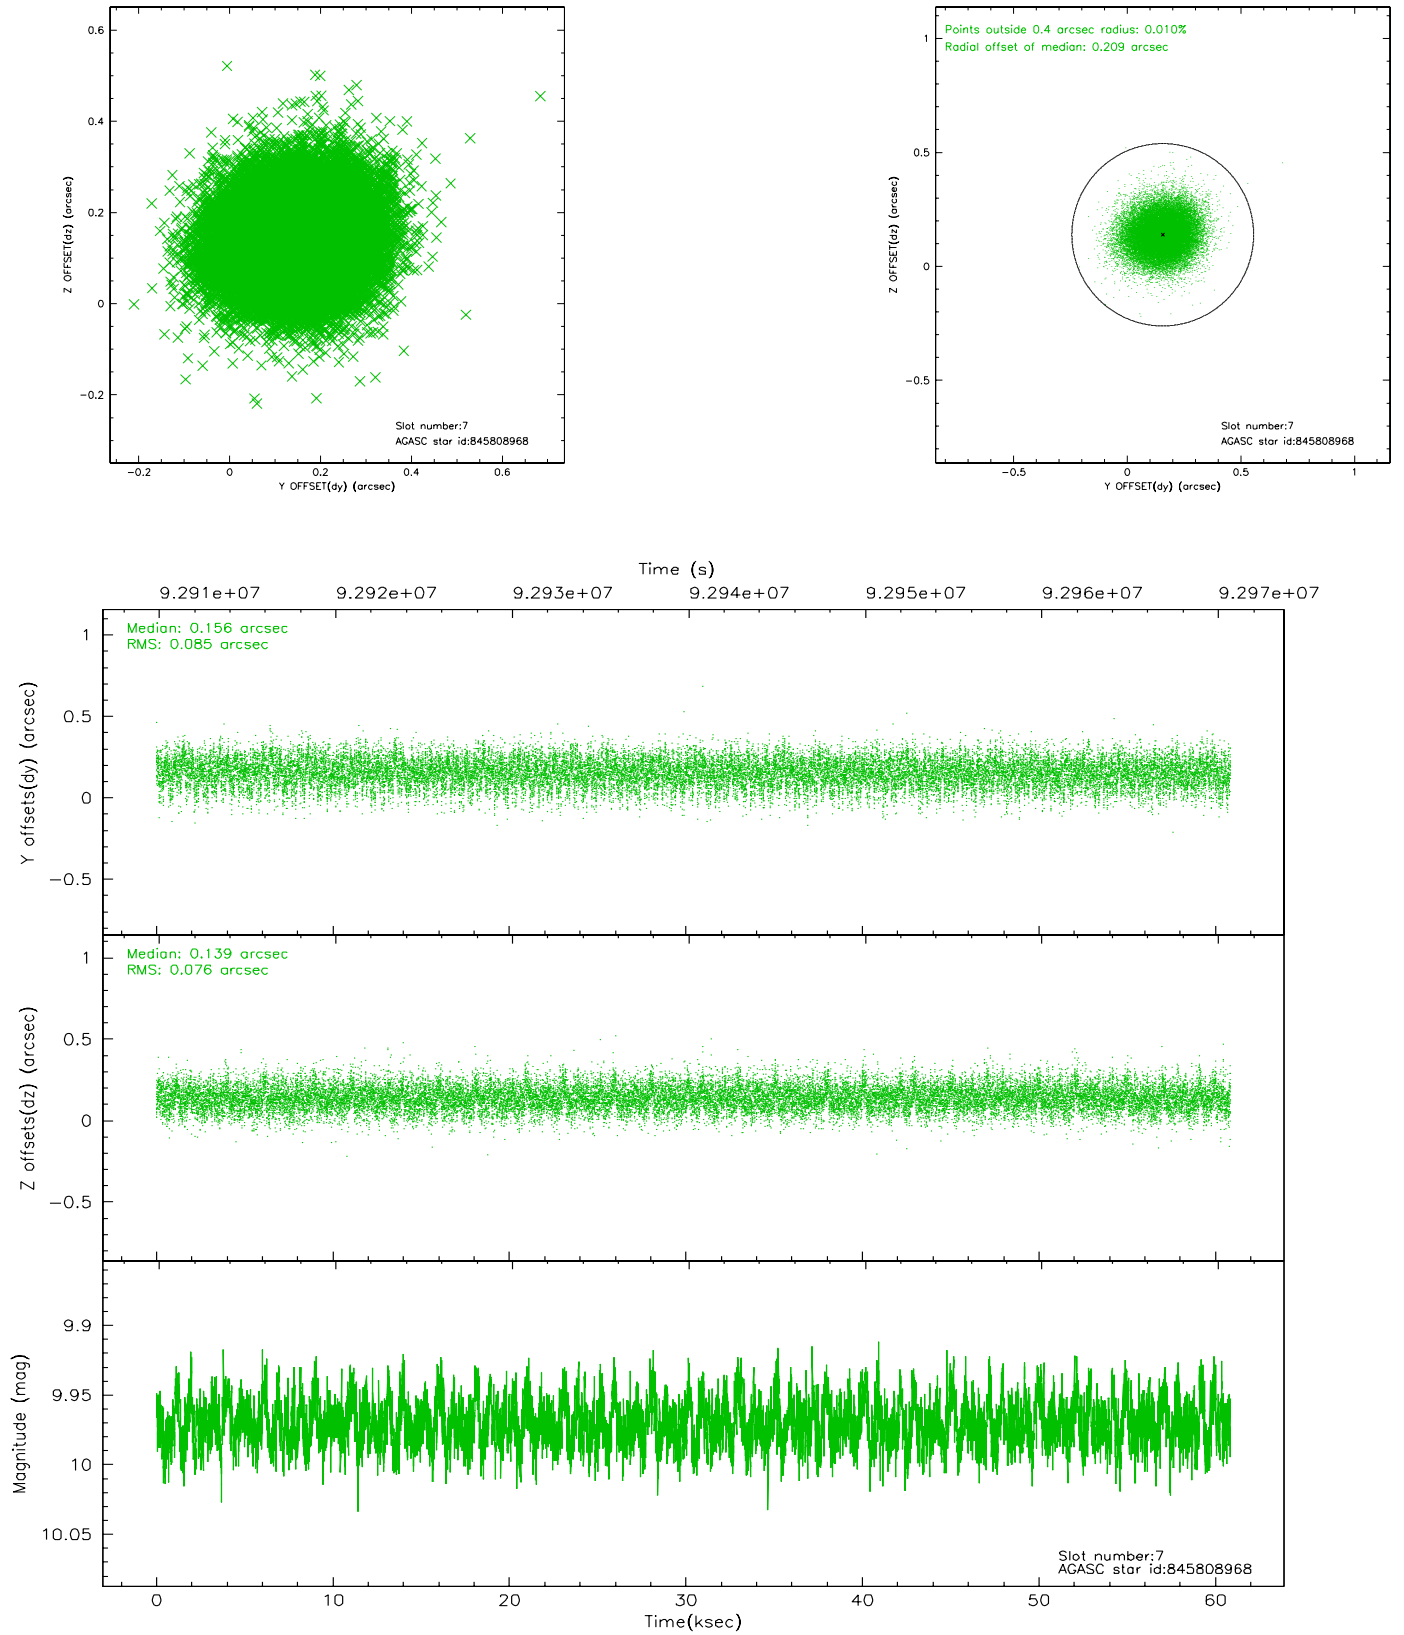 0.6
0.4
0.2
0
−0.2
Z OFFSET(dz) (arcsec)
Slot number:7
AGASC star id:845808968
−0.2 0 0.2 0.4 0.6
Y OFFSET(dy) (arcsec)
Points outside 0.4 arcsec radius: 0.010%
Radial offset of median: 0.209 arcsec
1
0.5
0
−0.5
Z OFFSET(dz) (arcsec)
Slot number:7
AGASC star id:845808968
−0.5 0 0.5 1
Y OFFSET(dy) (arcsec)
Time (s)
9.291e+07 9.292e+07 9.293e+07 9.294e+07 9.295e+07 9.296e+07 9.297e+07
Median: 0.156 arcsec
RMS: 0.085 arcsec
1
0.5
0
−0.5
Y offsets(dy) (arcsec)
Median: 0.139 arcsec
RMS: 0.076 arcsec
1
0.5
0
−0.5
Z offsets(dz) (arcsec)
9.9
9.95
10
10.05
Magnitude (mag)
Slot number:7
AGASC star id:845808968
0 10 20 30 40 50 60
Time(ksec)